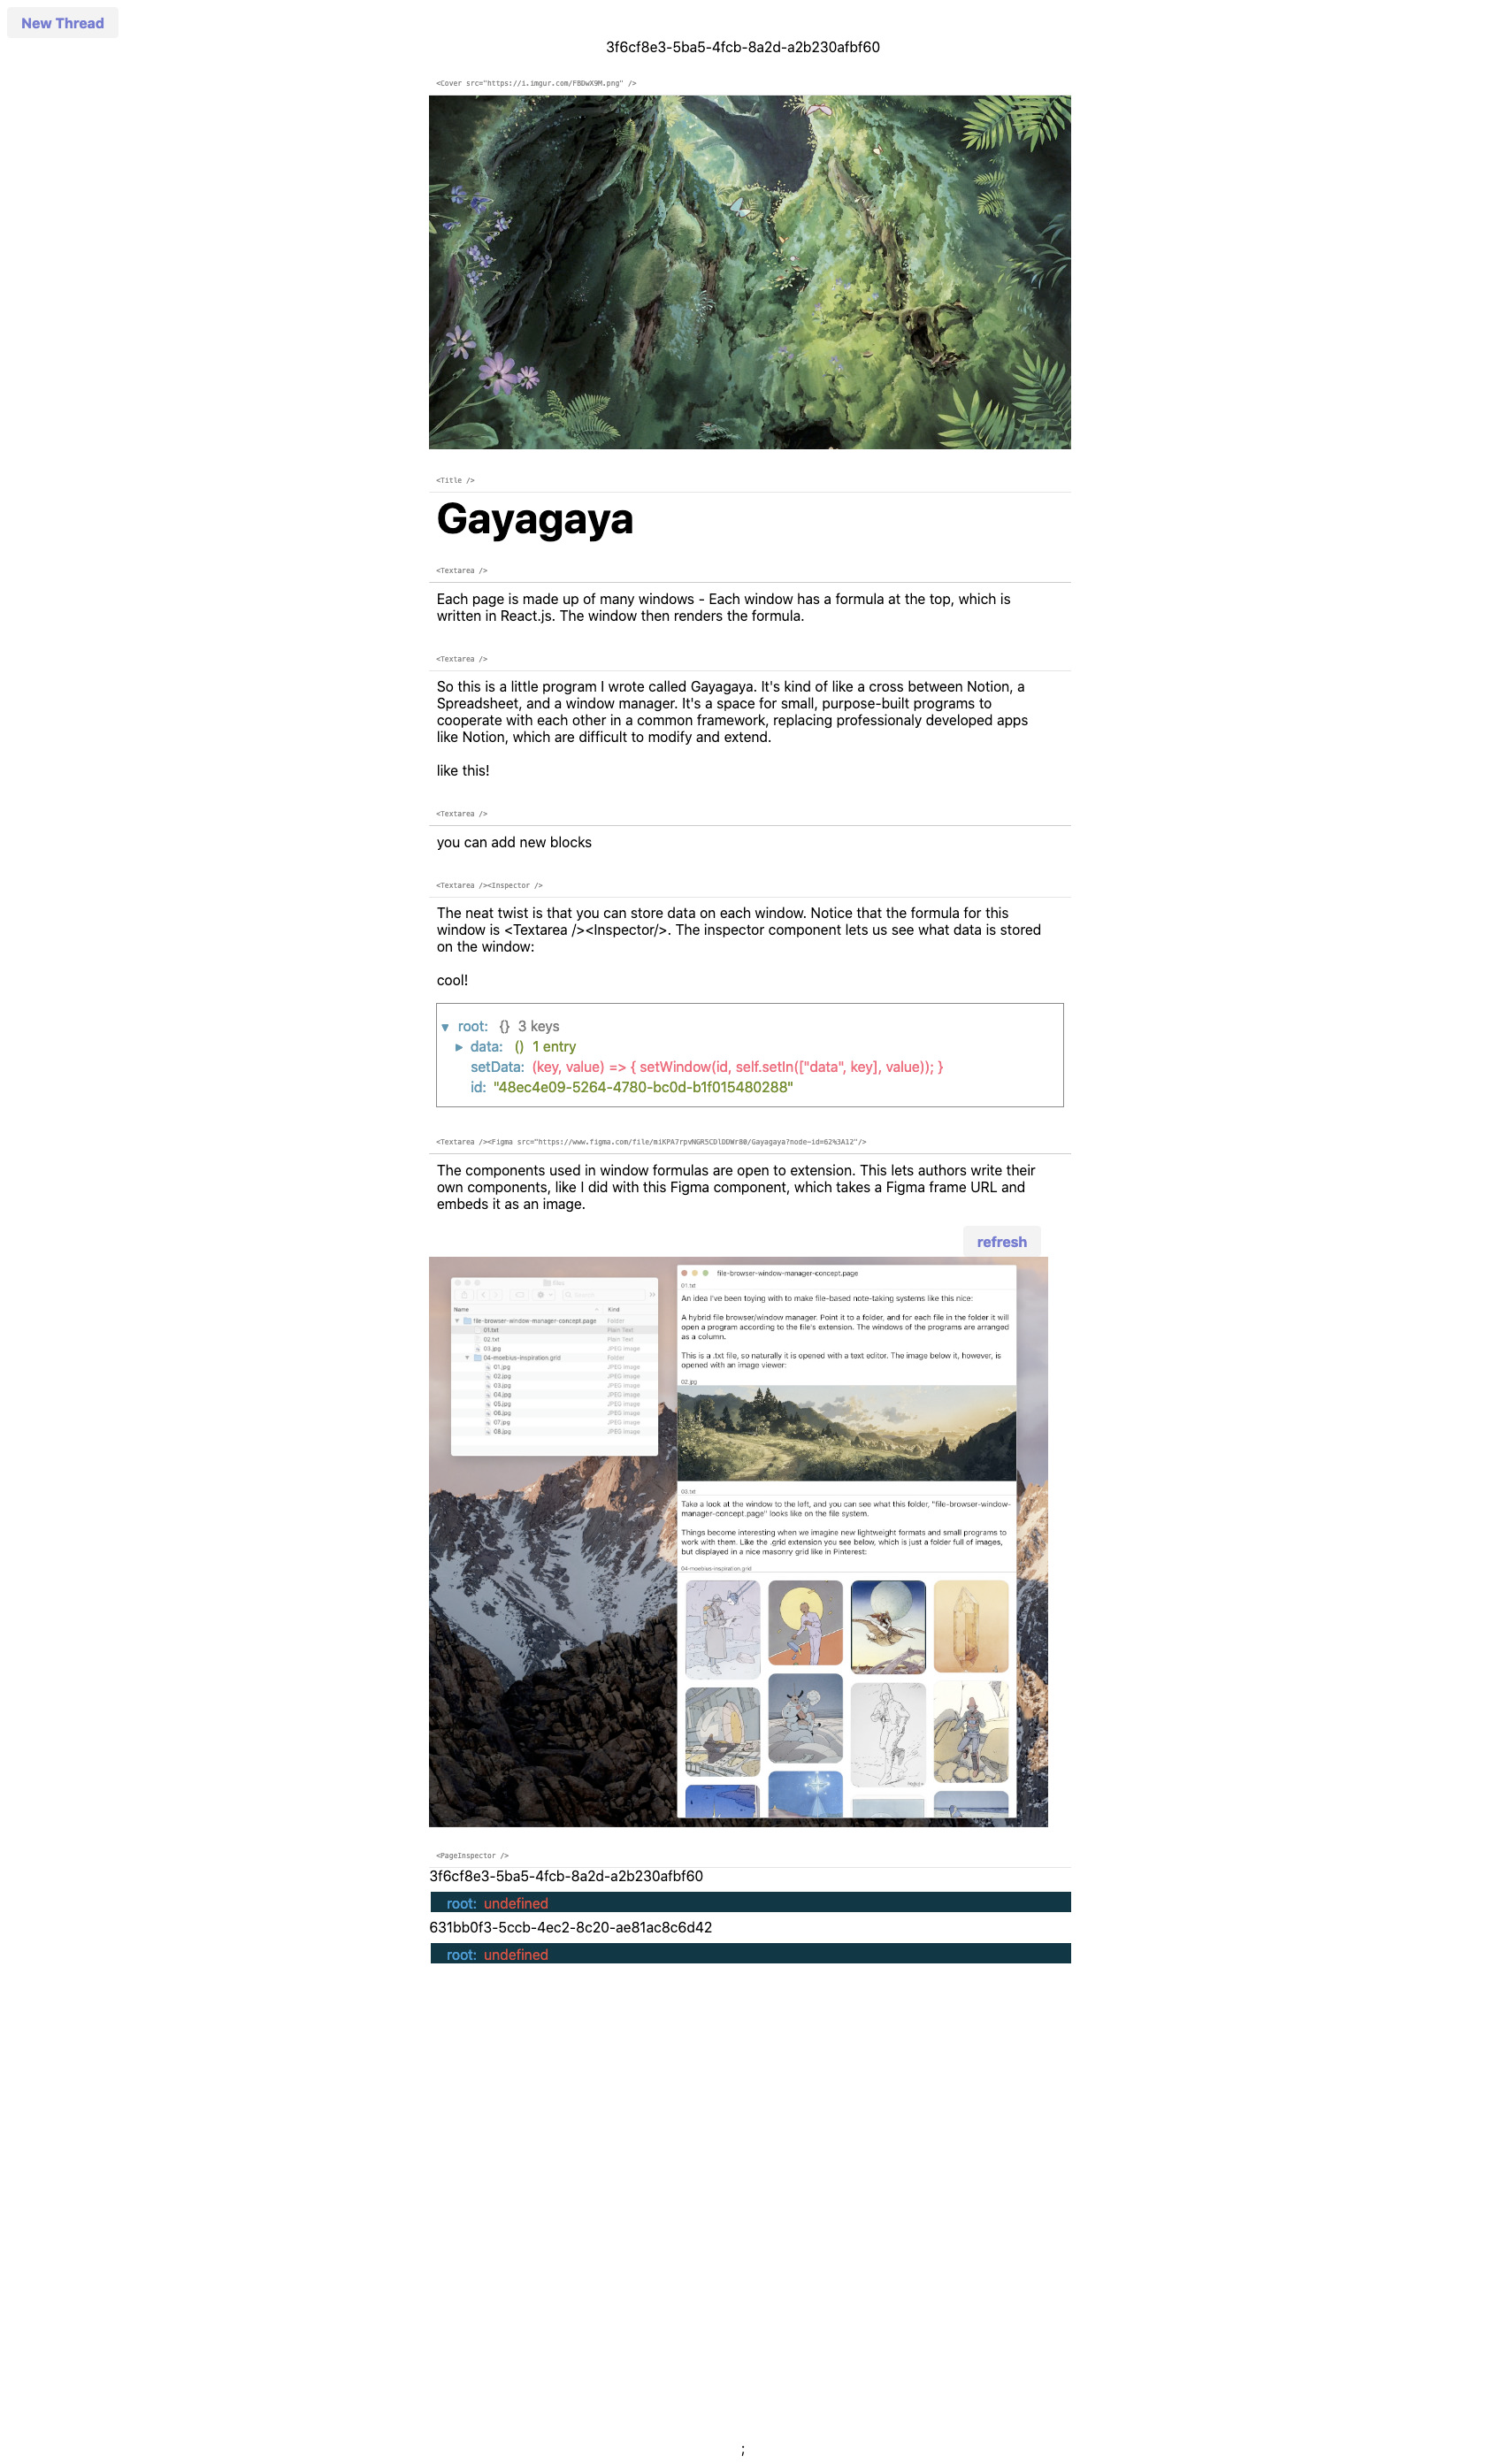 New Thread
3f6cf8e3-5ba5-4fcb-8a2d-a2b230afbf60
<Cover src="https://i.imgur.com/FBDwX9M.png" />
<Title />
Gayagaya
<Textarea />
Each page is made up of many windows - Each window has a formula at the top, which is
written in React.js. The window then renders the formula.
<Textarea />
So this is a little program I wrote called Gayagaya. It's kind of like a cross between Notion, a
Spreadsheet, and a window manager. It's a space for small, purpose-built programs to
cooperate with each other in a common framework, replacing professionaly developed apps
like Notion, which are difficult to modify and extend.
like this!
<Textarea />
you can add new blocks
<Textarea /><Inspector />
The neat twist is that you can store data on each window. Notice that the formula for this
window is <Textarea /><Inspector/>. The inspector component lets us see what data is stored
on the window:
cool!
▼ root: {} 3 keys
▶ data: () 1 entry
setData: (key, value) => { setWindow(id, self.setIn(["data", key], value)); }
id: "48ec4e09-5264-4780-bc0d-b1f015480288"
<Textarea /><Figma src="https://www.figma.com/file/miKPA7rpvNGR5CDlDDWr80/Gayagaya?node-id=62%3A12"/>
The components used in window formulas are open to extension. This lets authors write their
own components, like I did with this Figma component, which takes a Figma frame URL and
embeds it as an image.
refresh
files
Search
Name Kind
file-browser-window-manager-concept.page Folder
01.txt Plain Text
02.txt Plain Text
03.jpg JPEG image
04-moebius-inspiration.grid Folder
01.jpg JPEG image
02.jpg JPEG image
03.jpg JPEG image
04.jpg JPEG image
05.jpg JPEG image
06.jpg JPEG image
07.jpg JPEG image
08.jpg JPEG image
file-browser-window-manager-concept.page
01.txt
An idea I've been toying with to make file-based note-taking systems like this nice:
A hybrid file browser/window manager. Point it to a folder, and for each file in the folder it will
open a program according to the file's extension. The windows of the programs are arranged
as a column.
This is a .txt file, so naturally it is opened with a text editor. The image below it, however, is
opened with an image viewer:
02.jpg
03.txt
Take a look at the window to the left, and you can see what this folder, "file-browser-window-
manager-concept.page" looks like on the file system.
Things become interesting when we imagine new lightweight formats and small programs to
work with them. Like the .grid extension you see below, which is just a folder full of images,
but displayed in a nice masonry grid like in Pinterest:
04-moebius-inspiration.grid
<PageInspector />
3f6cf8e3-5ba5-4fcb-8a2d-a2b230afbf60
root: undefined
631bb0f3-5ccb-4ec2-8c20-ae81ac8c6d42
root: undefined
;